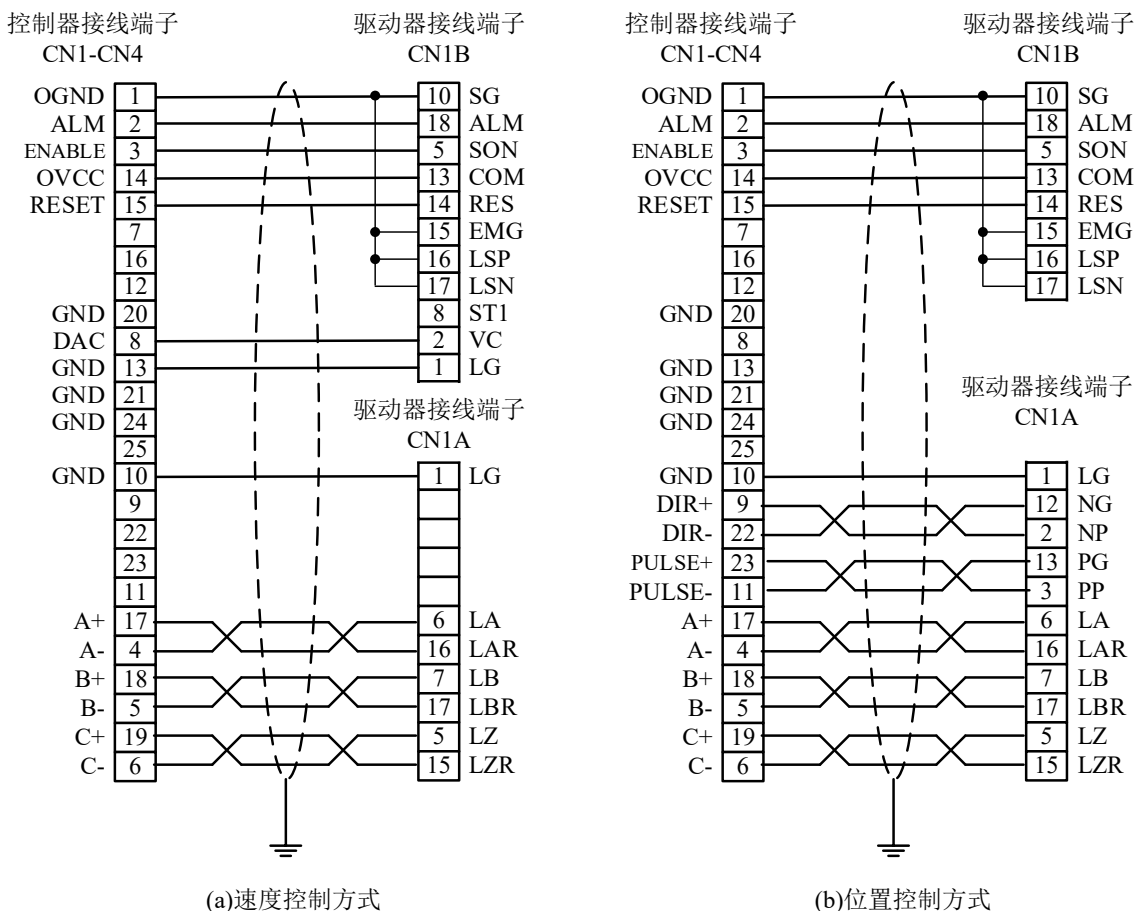 控制器接线端子
CN1-CN4
驱动器接线端子
CN1B
OGND 1 10 SG
ALM 2 18 ALM
ENABLE 3 5 SON
OVCC 14 13 COM
RESET 15 14 RES
7 15 EMG
16 16 LSP
12 17 LSN
GND 20 8 ST1
DAC 8 2 VC
GND 13 1 LG
GND 21
驱动器接线端子
GND 24
CN1A
25
GND 10 1 LG
9
22
23
11
A+ 17 6 LA
A- 4 16 LAR
B+ 18 7 LB
B- 5 17 LBR
C+ 19 5 LZ
C- 6 15 LZR
(a)速度控制方式
控制器接线端子
CN1-CN4
驱动器接线端子
CN1B
OGND 1 10 SG
ALM 2 18 ALM
ENABLE 3 5 SON
OVCC 14 13 COM
RESET 15 14 RES
7 15 EMG
16 16 LSP
12 17 LSN
GND 20
8
GND 13
驱动器接线端子
GND 21
CN1A
GND 24
25
GND 10 1 LG
DIR+ 9 12 NG
DIR- 22 2 NP
PULSE+ 23 13 PG
PULSE- 11 3 PP
A+ 17 6 LA
A- 4 16 LAR
B+ 18 7 LB
B- 5 17 LBR
C+ 19 5 LZ
C- 6 15 LZR
(b)位置控制方式